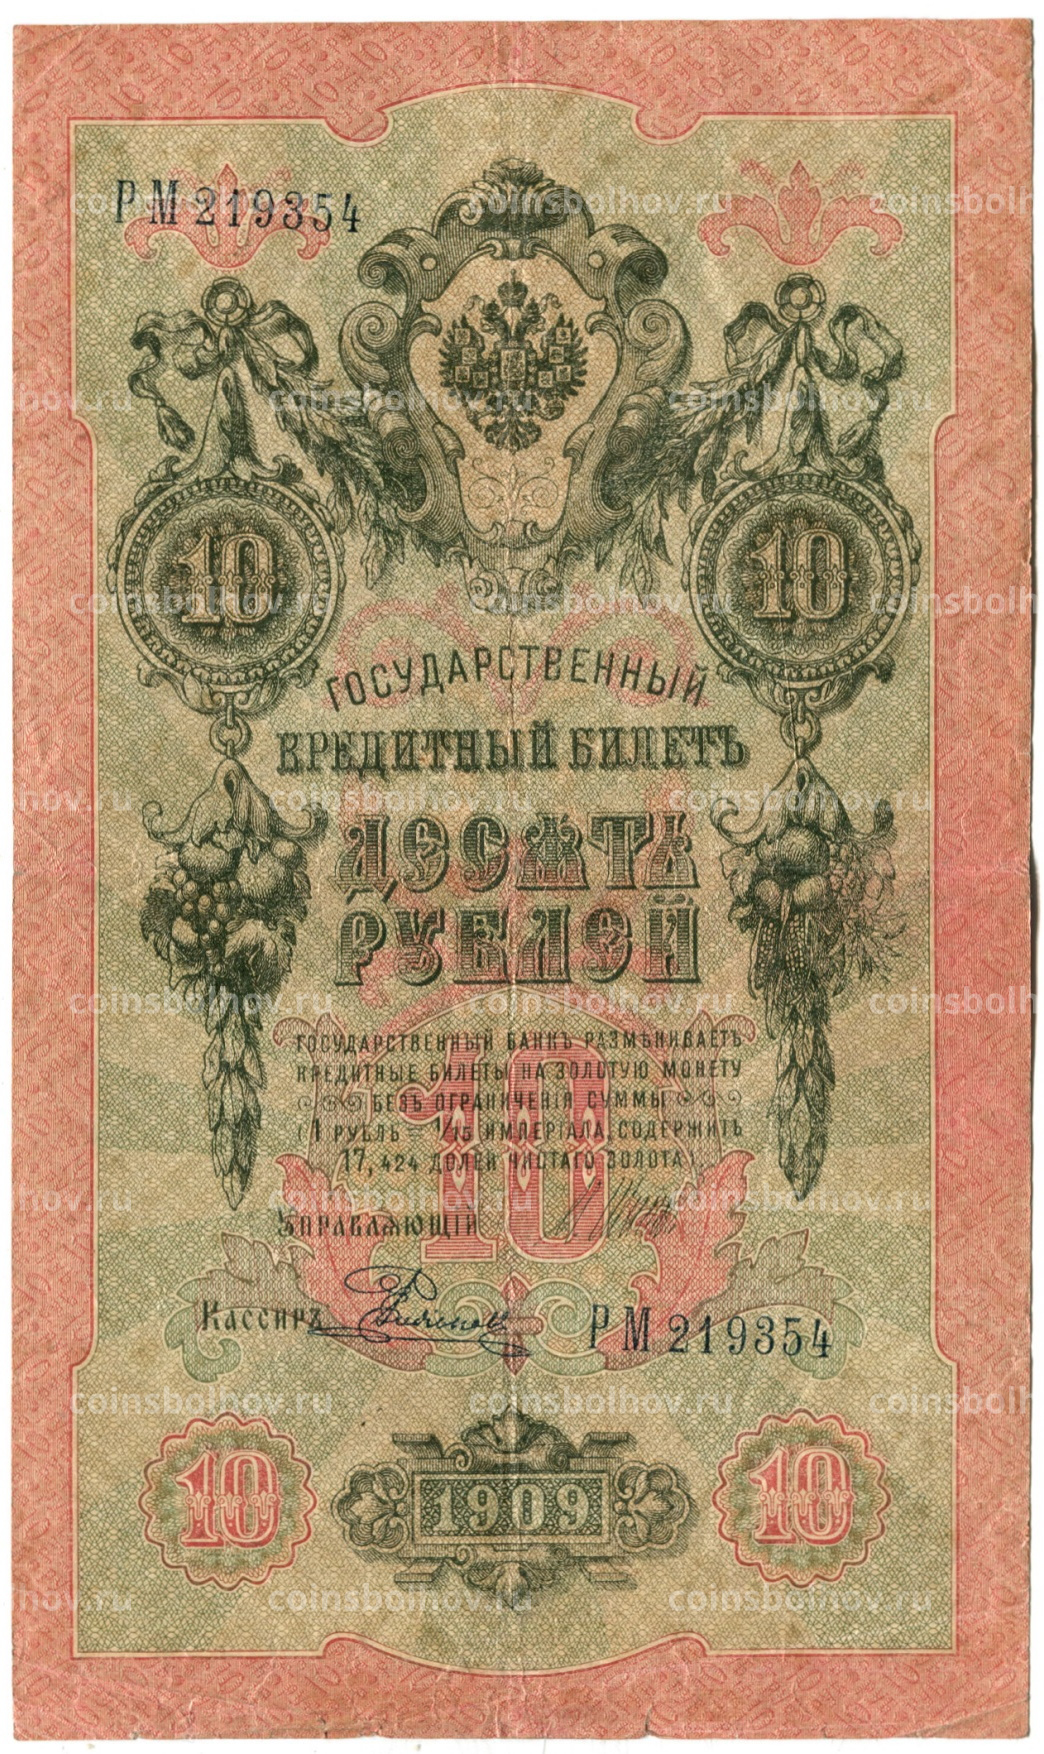 РМ 219354
10 10
ГОСУДАРСТВЕННЫЙ
КРЕДИТНЫЙ БИЛЕТЪ
ДЕСЯТЬ
РУБЛЕЙ
ГОСУДАРСТВЕННЫЙ БАНКЪ РАЗМѢНИВАЕТЪ
КРЕДИТНЫЕ БИЛЕТЫ НА ЗОЛОТУЮ МОНЕТУ
БЕЗЪ ОГРАНИЧЕНІЯ СУММЫ
(1 РУБЛЬ = 1/15 ИМПЕРІАЛА, СОДЕРЖИТЪ
17,424 ДОЛЕЙ ЧИСТАГО ЗОЛОТА).
10
УПРАВЛЯЮЩІЙ
КАССИРЪ
РМ 219354
10 1909 10
coinsbolhov.ru